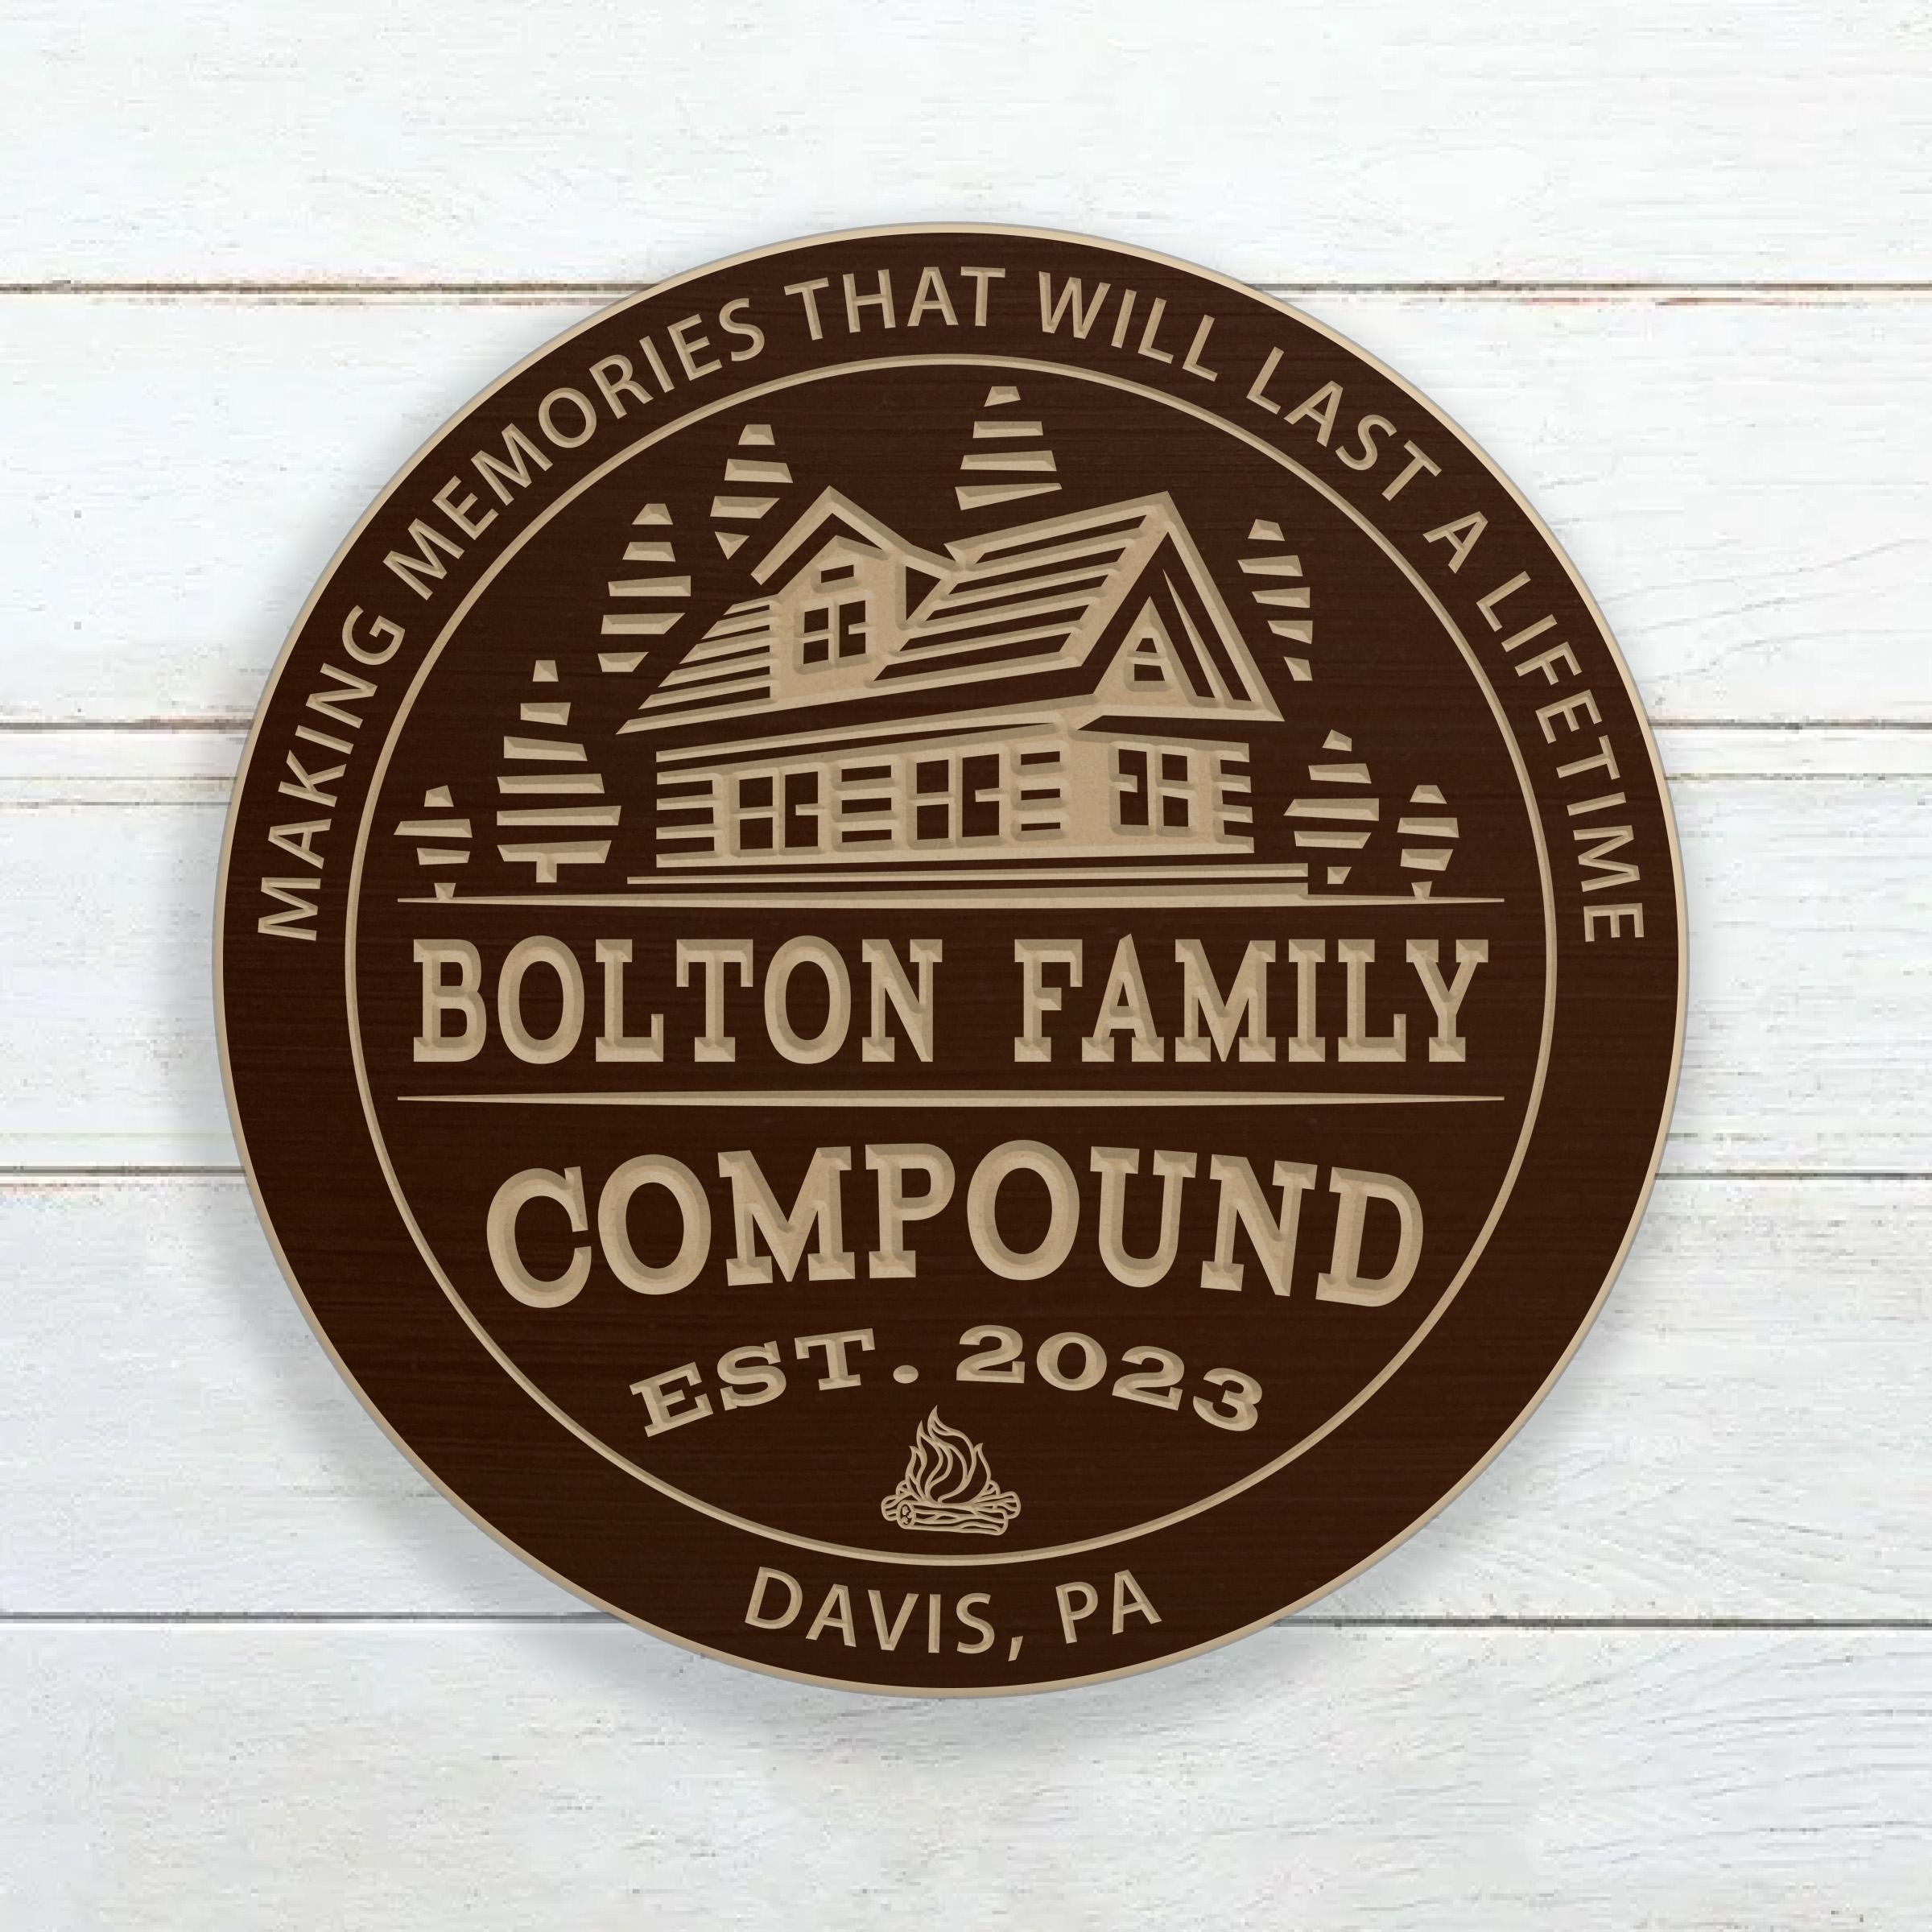 MAKING MEMORIES THAT WILL LAST A LIFETIME
BOLTON FAMILY
COMPOUND
EST. 2023
DAVIS, PA